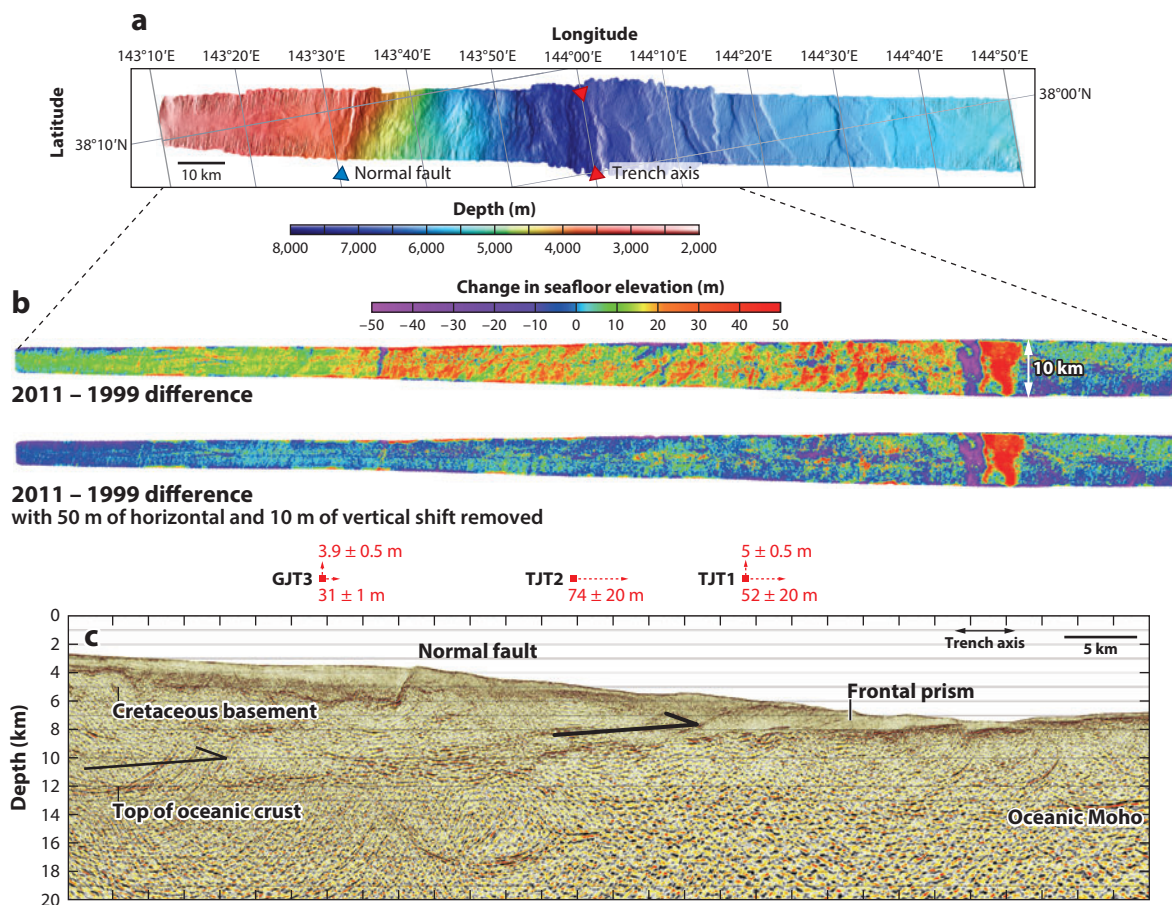 a
Longitude
143°10′E 143°20′E 143°30′E 143°40′E 143°50′E 144°00′E 144°10′E 144°20′E 144°30′E 144°40′E 144°50′E
Latitude
38°00′N
38°10′N
10 km
Normal fault
Trench axis
Depth (m)
8,000 7,000 6,000 5,000 4,000 3,000 2,000
b
Change in seafloor elevation (m)
−50 −40 −30 −20 −10 0 10 20 30 40 50
10 km
2011 – 1999 difference
2011 – 1999 difference
with 50 m of horizontal and 10 m of vertical shift removed
3.9 ± 0.5 m
5 ± 0.5 m
GJT3
TJT2
TJT1
31 ± 1 m
74 ± 20 m
52 ± 20 m
c
Normal fault
Trench axis
5 km
Cretaceous basement
Frontal prism
Top of oceanic crust
Oceanic Moho
Depth (km)
0
2
4
6
8
10
12
14
16
18
20